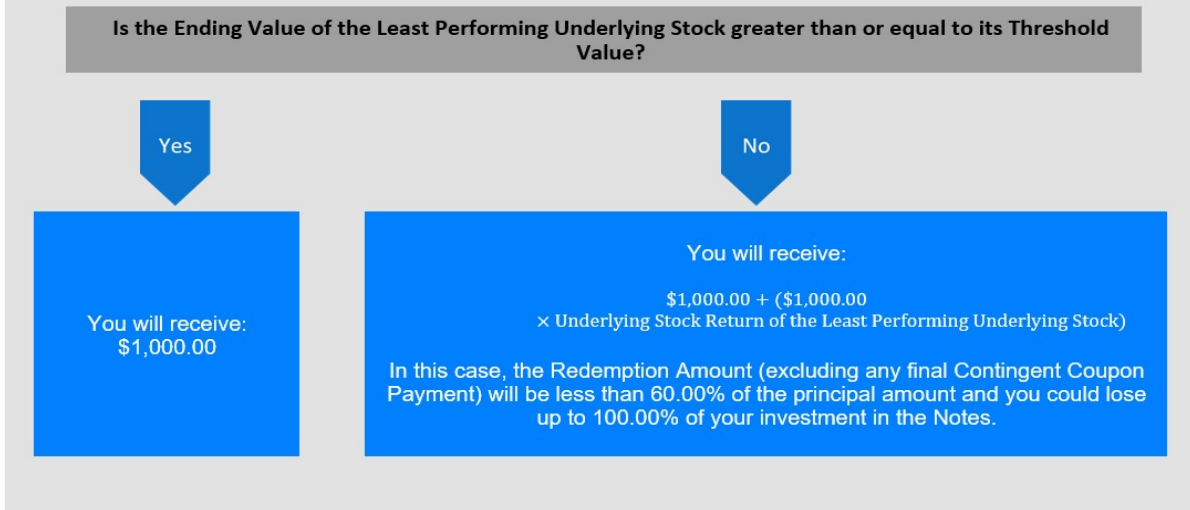 Is the Ending Value of the Least Performing Underlying Stock greater than or equal to its Threshold
Value?
Yes
No
You will receive:
$1,000.00
You will receive:
$1,000.00 + ($1,000.00
× Underlying Stock Return of the Least Performing Underlying Stock)
In this case, the Redemption Amount (excluding any final Contingent Coupon
Payment) will be less than 60.00% of the principal amount and you could lose
up to 100.00% of your investment in the Notes.